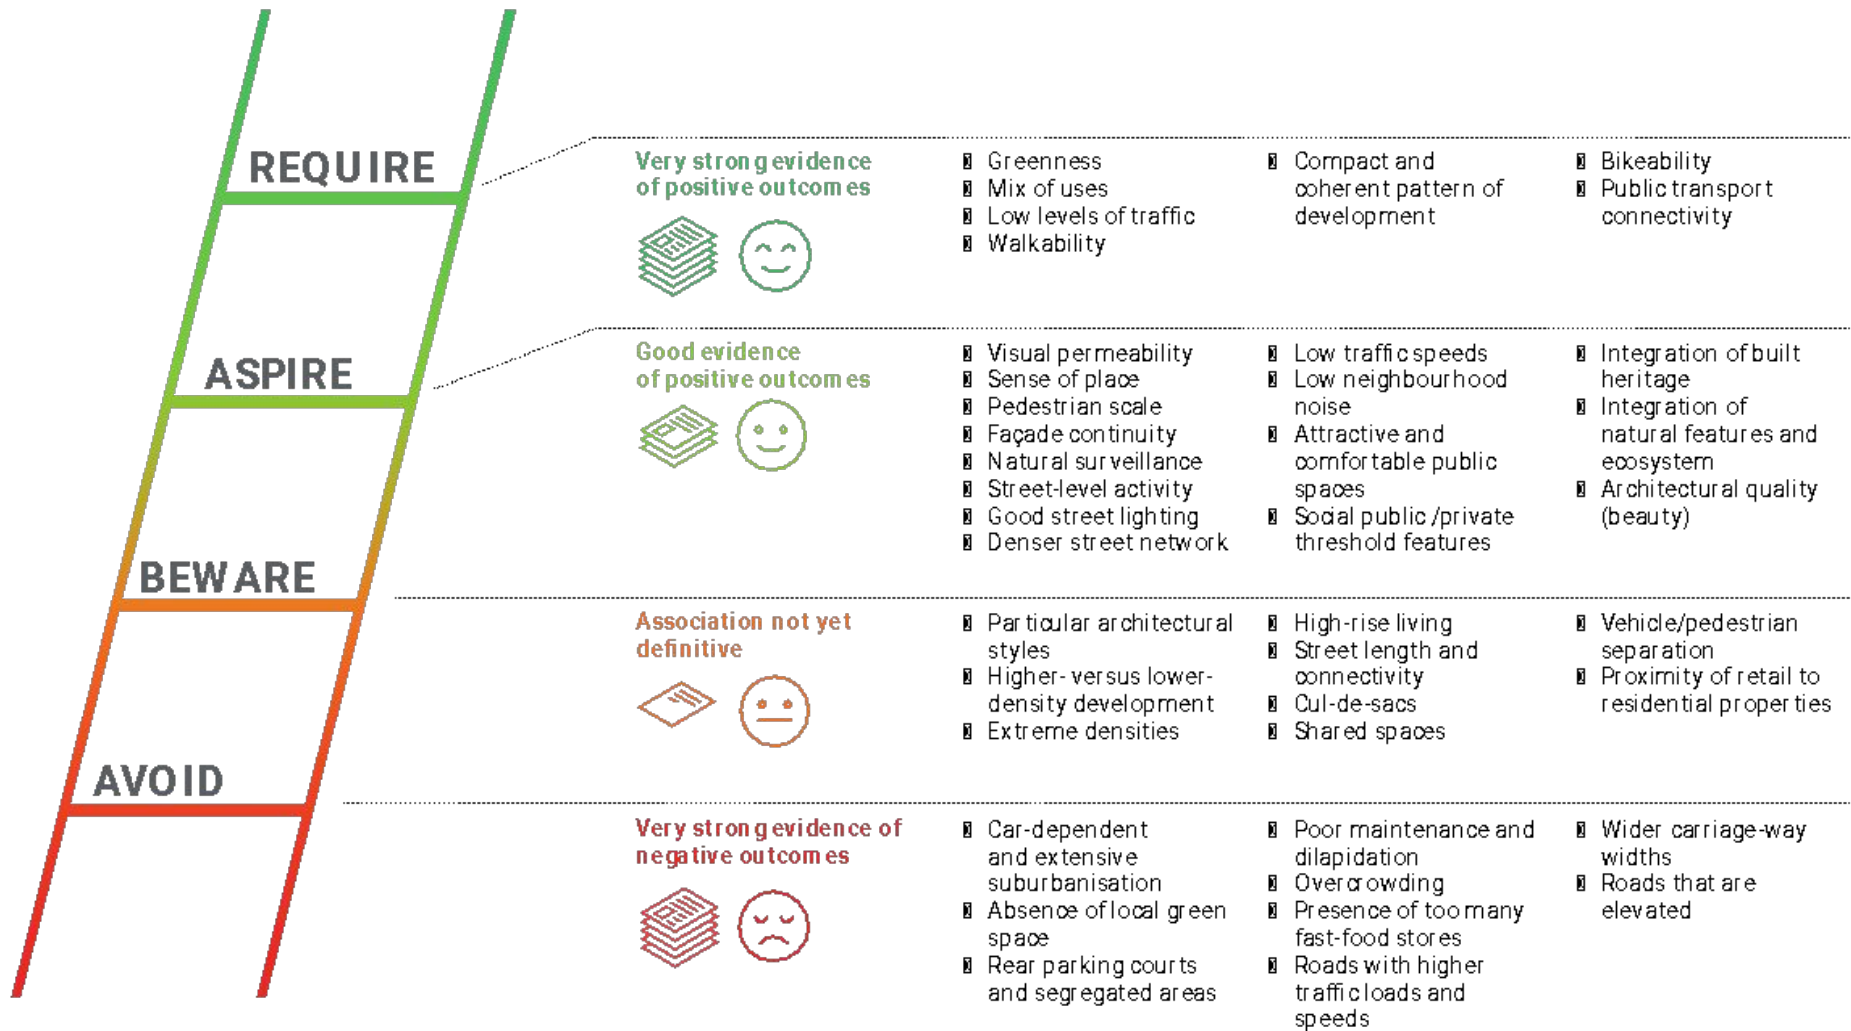 REQUIRE
Very strong evidence
of positive outcomes
Greenness
Mix of uses
Low levels of traffic
Walkability
Compact and
coherent pattern of
development
Bikeability
Public transport
connectivity
ASPIRE
Good evidence
of positive outcomes
Visual permeability
Sense of place
Pedestrian scale
Façade continuity
Natural surveillance
Street-level activity
Good street lighting
Denser street network
Low traffic speeds
Low neighbourhood
noise
Attractive and
comfortable public
spaces
Social public/private
threshold features
Integration of built
heritage
Integration of
natural features and
ecosystem
Architectural quality
(beauty)
BEWARE
Association not yet
definitive
Particular architectural
styles
Higher- versus lower-
density development
Extreme densities
High-rise living
Street length and
connectivity
Cul-de-sacs
Shared spaces
Vehicle/pedestrian
separation
Proximity of retail to
residential properties
AVOID
Very strong evidence of
negative outcomes
Car-dependent
and extensive
suburbanisation
Absence of local green
space
Rear parking courts
and segregated areas
Poor maintenance and
dilapidation
Overcrowding
Presence of too many
fast-food stores
Roads with higher
traffic loads and
speeds
Wider carriage-way
widths
Roads that are
elevated